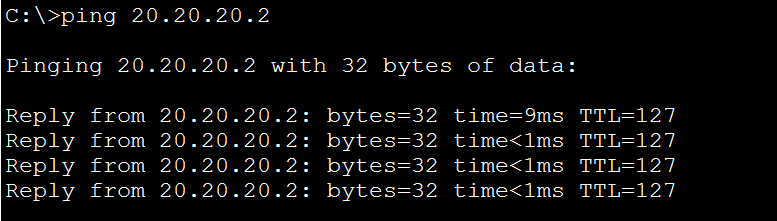 C:\>ping 20.20.20.2
Pinging 20.20.20.2 with 32 bytes of data:
Reply from 20.20.20.2: bytes=32 time=9ms TTL=127
Reply from 20.20.20.2: bytes=32 time<1ms TTL=127
Reply from 20.20.20.2: bytes=32 time<1ms TTL=127
Reply from 20.20.20.2: bytes=32 time<1ms TTL=127